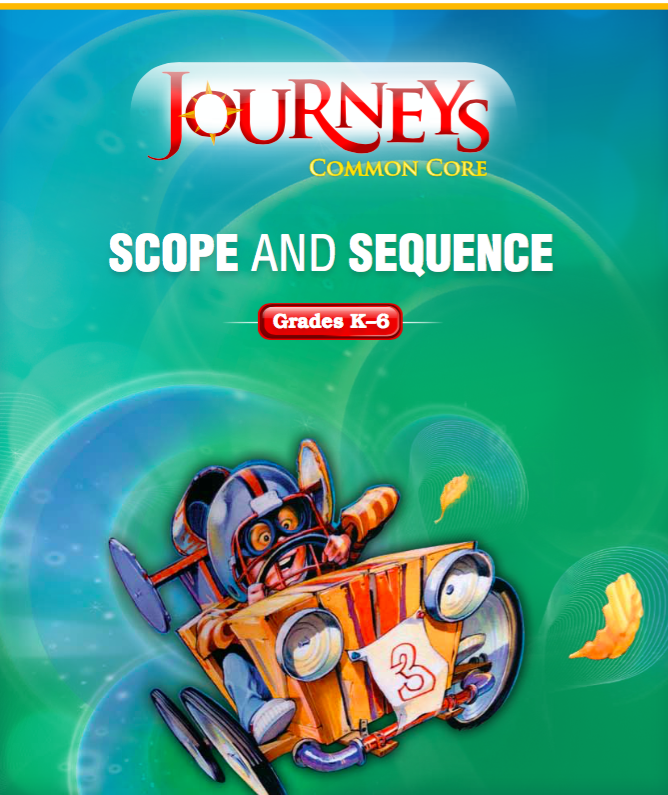 JOURNEYS
COMMON CORE
SCOPE AND SEQUENCE
Grades K–6
3